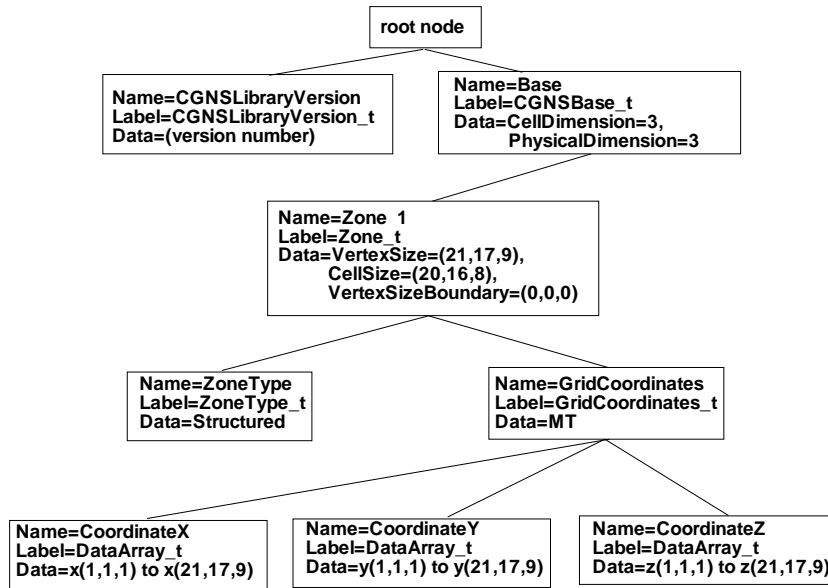 root node
Name=CGNSLibraryVersion
Label=CGNSLibraryVersion_t
Data=(version number)
Name=Base
Label=CGNSBase_t
Data=CellDimension=3,
PhysicalDimension=3
Name=Zone 1
Label=Zone_t
Data=VertexSize=(21,17,9),
CellSize=(20,16,8),
VertexSizeBoundary=(0,0,0)
Name=ZoneType
Label=ZoneType_t
Data=Structured
Name=GridCoordinates
Label=GridCoordinates_t
Data=MT
Name=CoordinateX
Label=DataArray_t
Data=x(1,1,1) to x(21,17,9)
Name=CoordinateY
Label=DataArray_t
Data=y(1,1,1) to y(21,17,9)
Name=CoordinateZ
Label=DataArray_t
Data=z(1,1,1) to z(21,17,9)